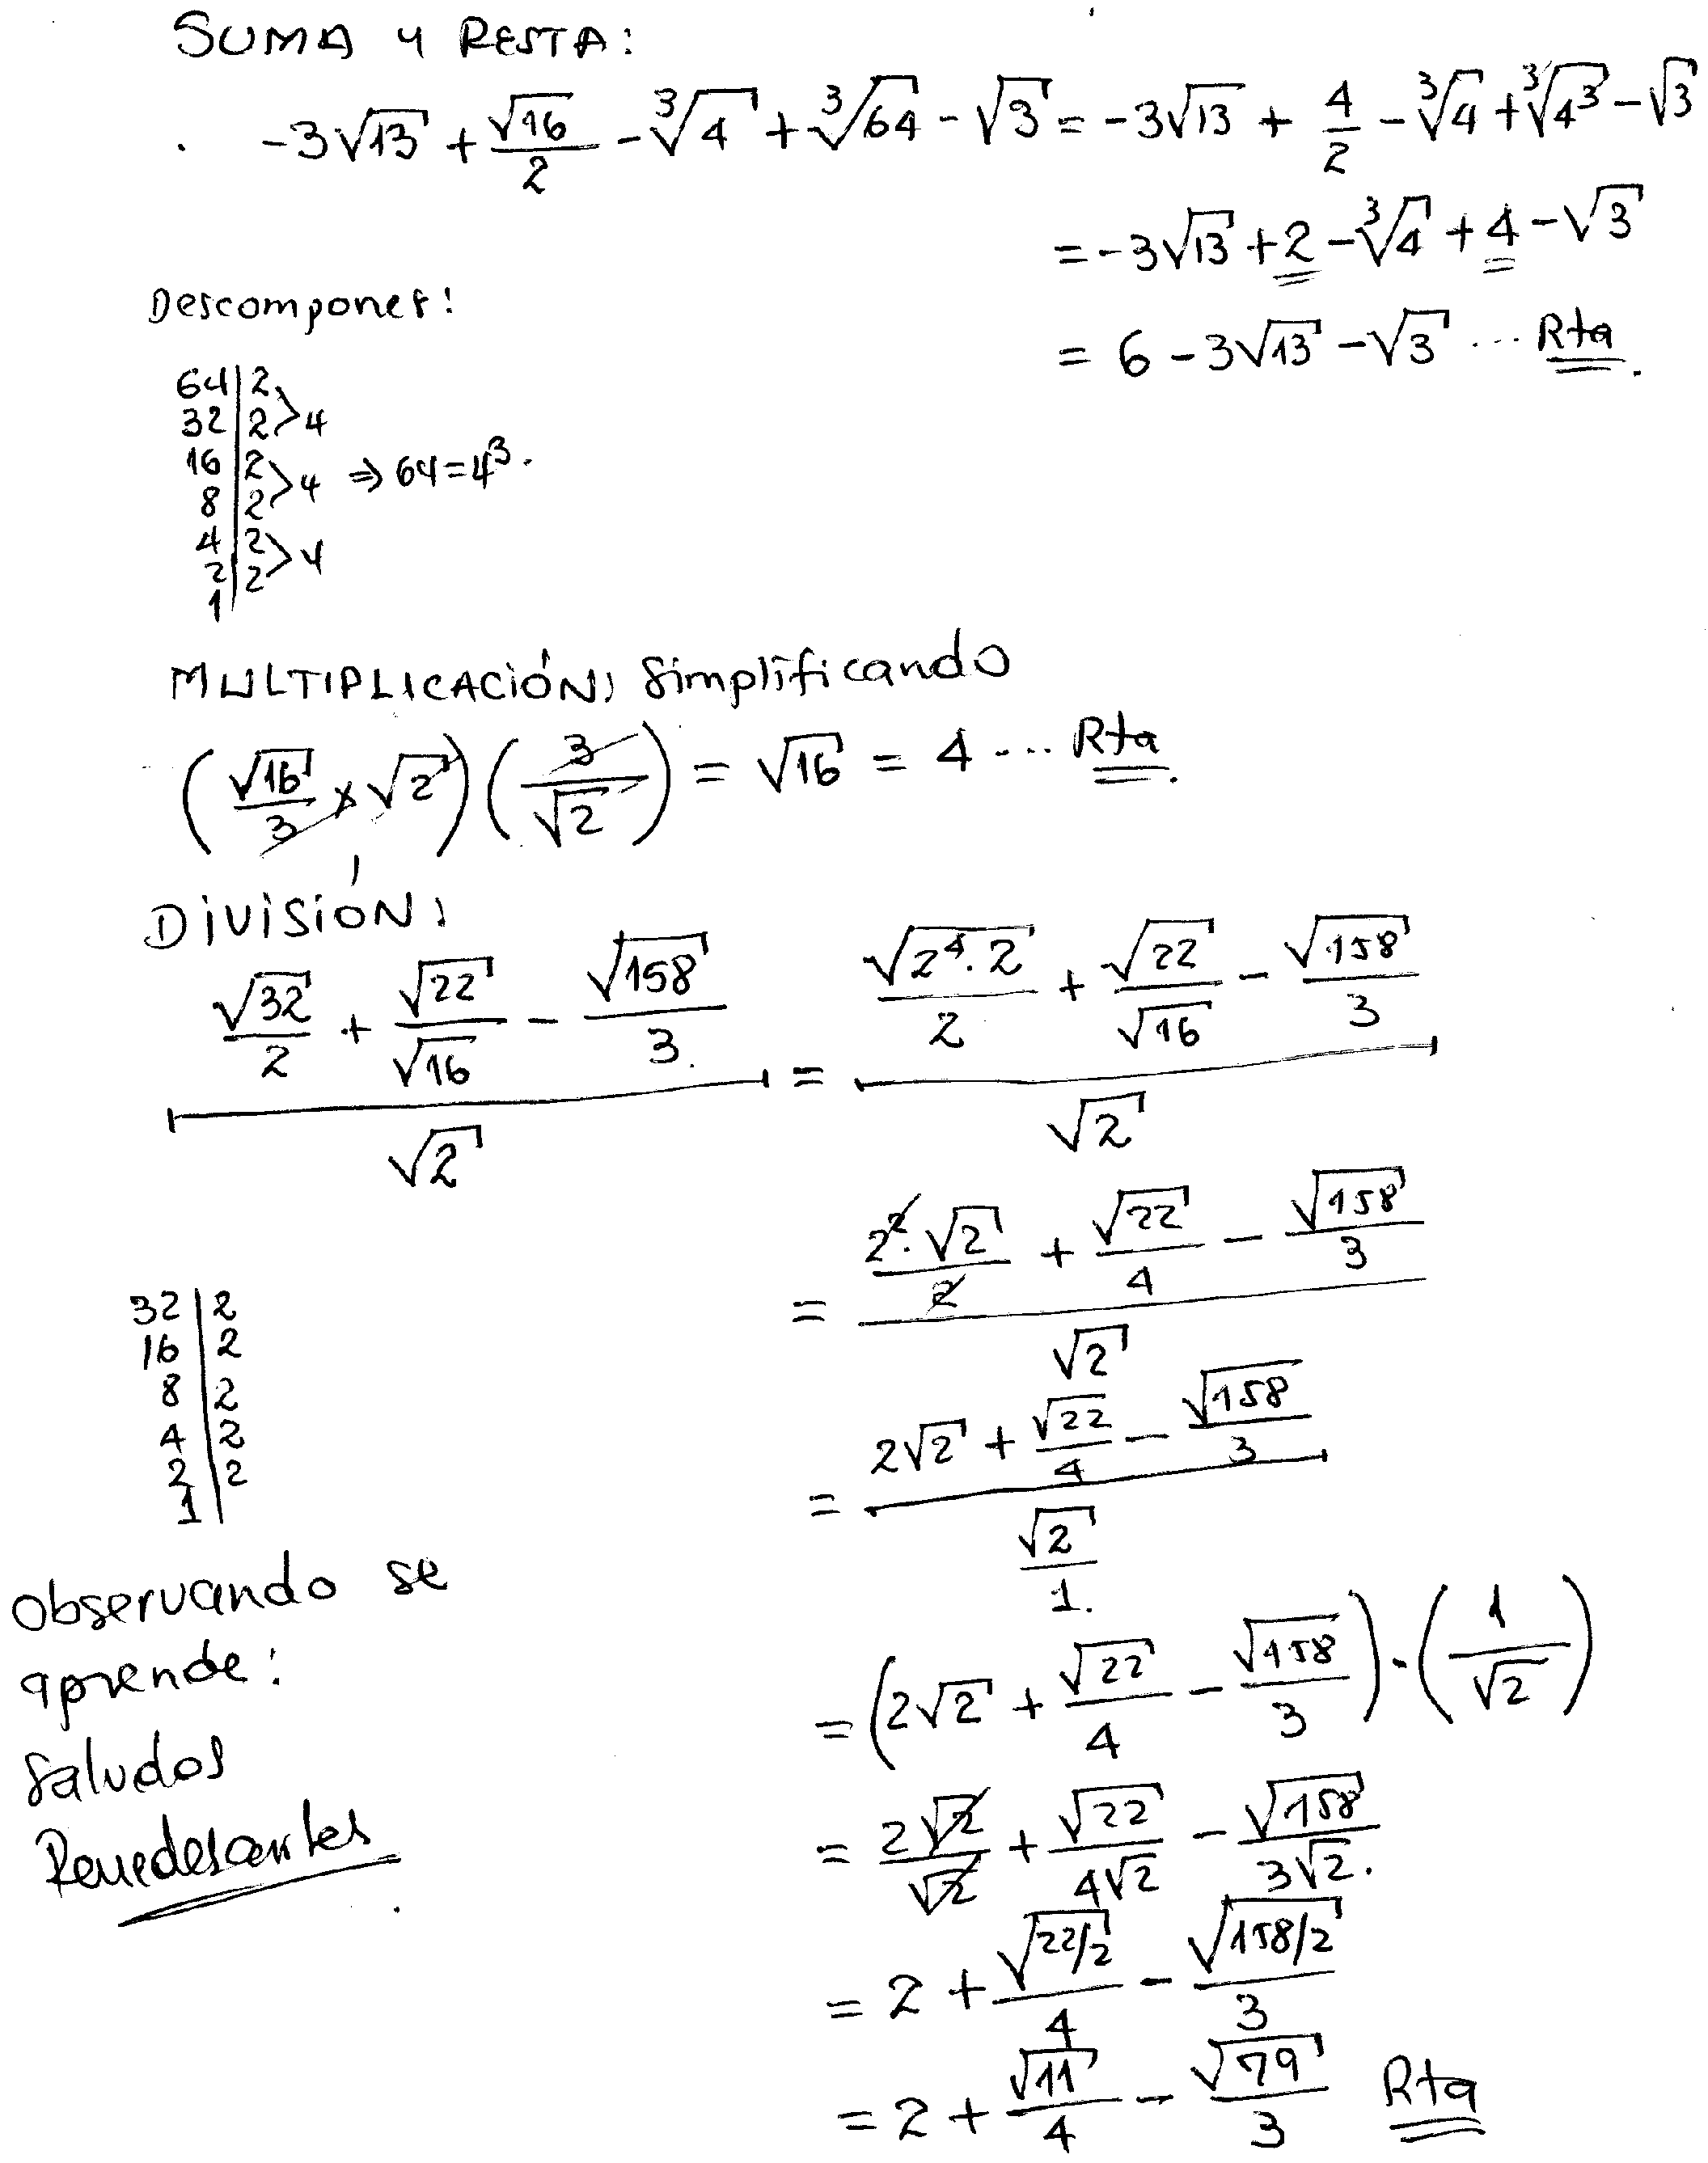 SUMA Y RESTA:
. -3√13 + √16/2 - ∛4 + ∛64 - √3 = -3√13 + 4/2 - ∛4 + ∛4³ - √3
= -3√13 + 2 - ∛4 + 4 - √3
Descomponer:
= 6 - 3√13 - √3 ... Rta.
64|2
32|2 >4
16|2
8|2 >4 ⇒ 64=4³.
4|2
2|2 >4
1
MULTIPLICACIÓN, Simplificando
(√16/3 × √2)(3/√2) = √16 = 4 ... Rta.
DIVISIÓN:
(√32/2 + √22/√16 - √158/3.)/√2 = (√2⁴.2/2 + √22/√16 - √158/3)/√2
= (2².√2/2 + √22/4 - √158/3)/√2
32|2
16|2
8|2
4|2
2|2
1
= (2√2 + √22/4 - √158/3)/(√2/1.)
Observando se
aprende:
Saludos
Renedescartes.
= (2√2 + √22/4 - √158/3).(1/√2)
= 2√2/√2 + √22/4√2 - √158/3√2.
= 2 + √22/2/4 - √158/2/3
= 2 + √11/4 - √79/3 Rta